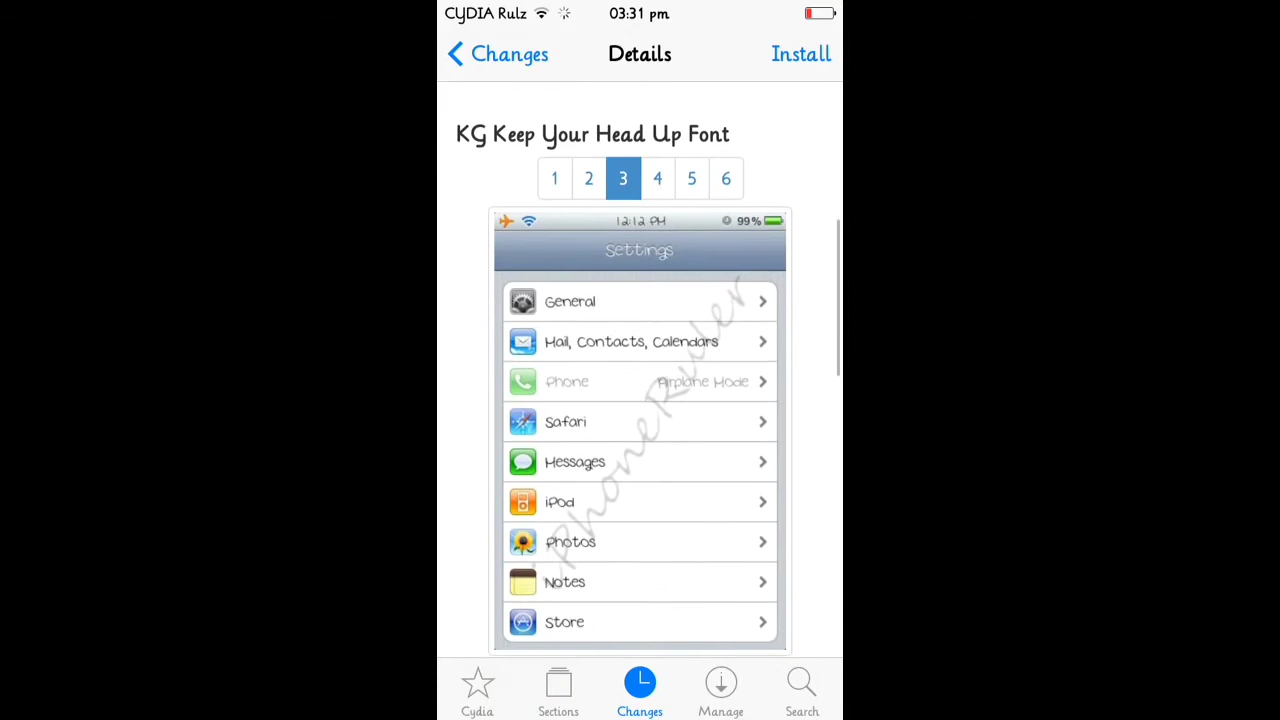 CYDIA Rulz 03:31 pm
Changes Details Install
KG Keep Your Head Up Font
1 2 3 4 5 6
12:12 PM 99%
Settings
General
Mail, Contacts, Calendars
Phone Airplane Mode
Safari
Messages
iPod
Photos
Notes
Store
iPhoneRuler
Cydia Sections Changes Manage Search